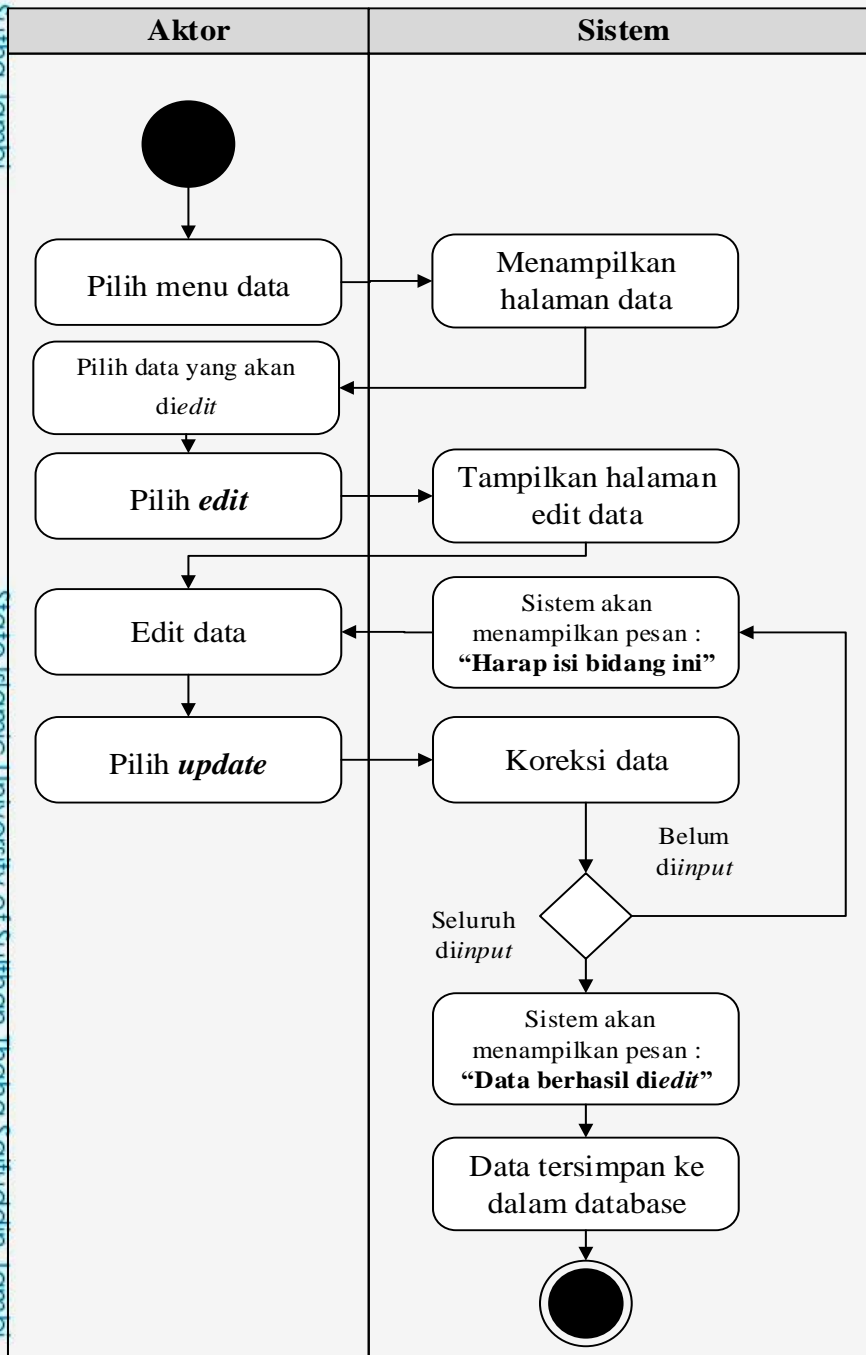 Aktor
Sistem
Pilih menu data
Menampilkan
halaman data
Pilih data yang akan
diedit
Pilih edit
Tampilkan halaman
edit data
Edit data
Sistem akan
menampilkan pesan :
“Harap isi bidang ini”
Pilih update
Koreksi data
Belum
diinput
Seluruh
diinput
Sistem akan
menampilkan pesan :
“Data berhasil diedit”
Data tersimpan ke
dalam database